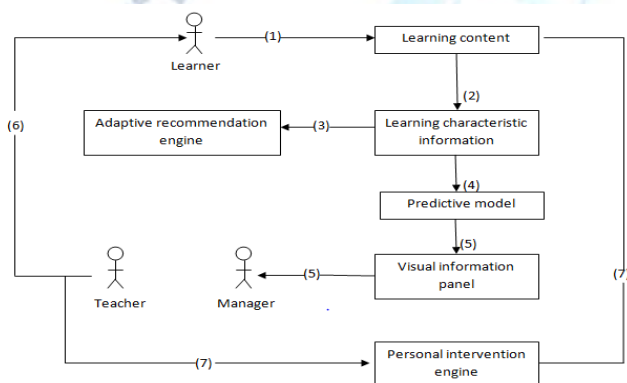 (1)
Learning content
Learner
(2)
(6)
Adaptive recommendation
engine
(3)
Learning characteristic
information
(4)
Predictive model
(5)
Visual information
panel
(5)
(7)
Teacher
Manager
(7)
Personal intervention
engine